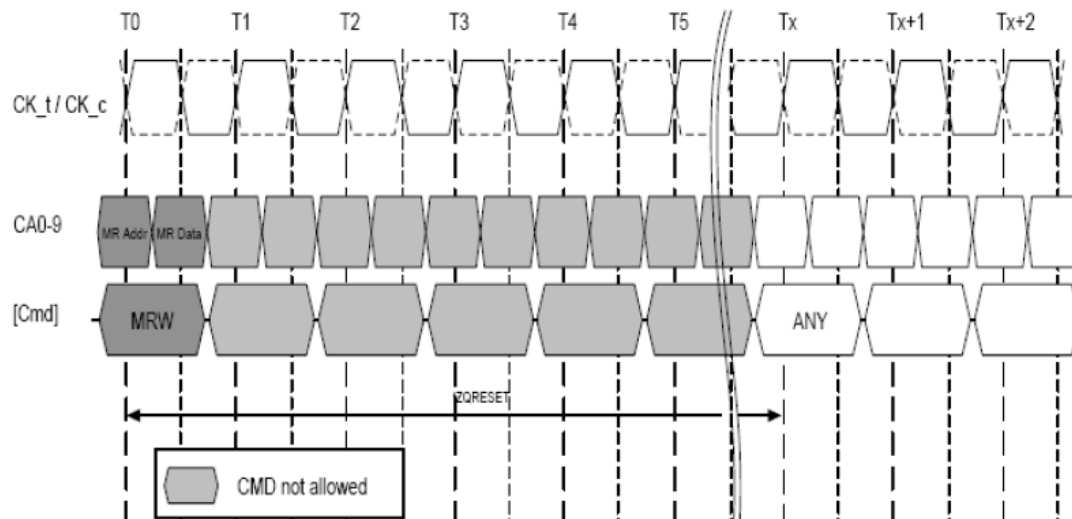 T0 T1 T2 T3 T4 T5 Tx Tx+1 Tx+2
CK_t / CK_c
CA0-9
MR Addr MR Data
[Cmd]
MRW ANY
ZQRESET
CMD not allowed